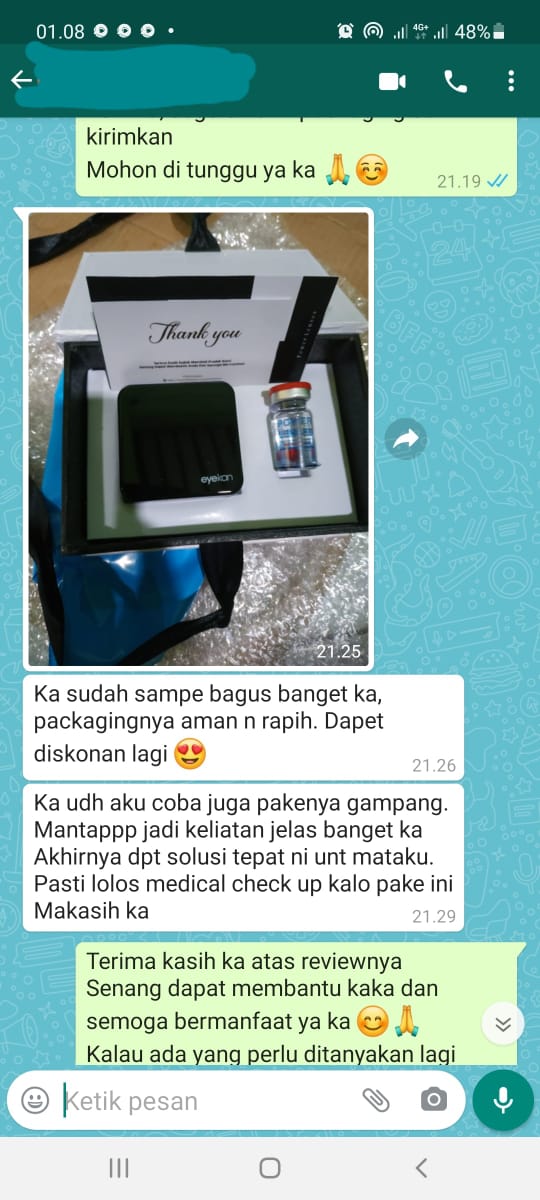 01.08
4G+
48%
kirimkan
Mohon di tunggu ya ka 🙏 😊
21.19
Thank you
eyekan
POWER
21.25
Ka sudah sampe bagus banget ka,
packagingnya aman n rapih. Dapet
diskonan lagi 😍
21.26
Ka udh aku coba juga pakenya gampang.
Mantappp jadi keliatan jelas banget ka
Akhirnya dpt solusi tepat ni unt mataku.
Pasti lolos medical check up kalo pake ini
Makasih ka
21.29
Terima kasih ka atas reviewnya
Senang dapat membantu kaka dan
semoga bermanfaat ya ka 😊 🙏
Kalau ada yang perlu ditanyakan lagi
Ketik pesan